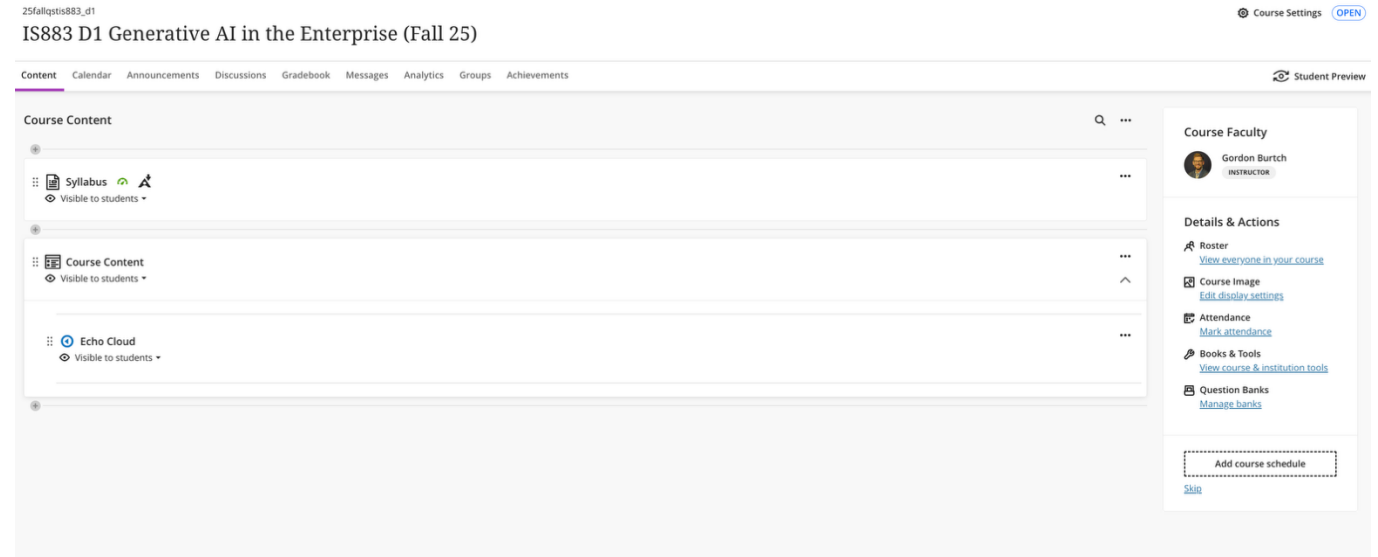 25fallqstis883_d1
IS883 D1 Generative AI in the Enterprise (Fall 25)
Course Settings OPEN
Content Calendar Announcements Discussions Gradebook Messages Analytics Groups Achievements
Student Preview
Course Content
Syllabus
Visible to students
Course Content
Visible to students
Echo Cloud
Visible to students
Course Faculty
Gordon Burtch
INSTRUCTOR
Details & Actions
Roster
View everyone in your course
Course Image
Edit display settings
Attendance
Mark attendance
Books & Tools
View course & institution tools
Question Banks
Manage banks
Add course schedule
Skip